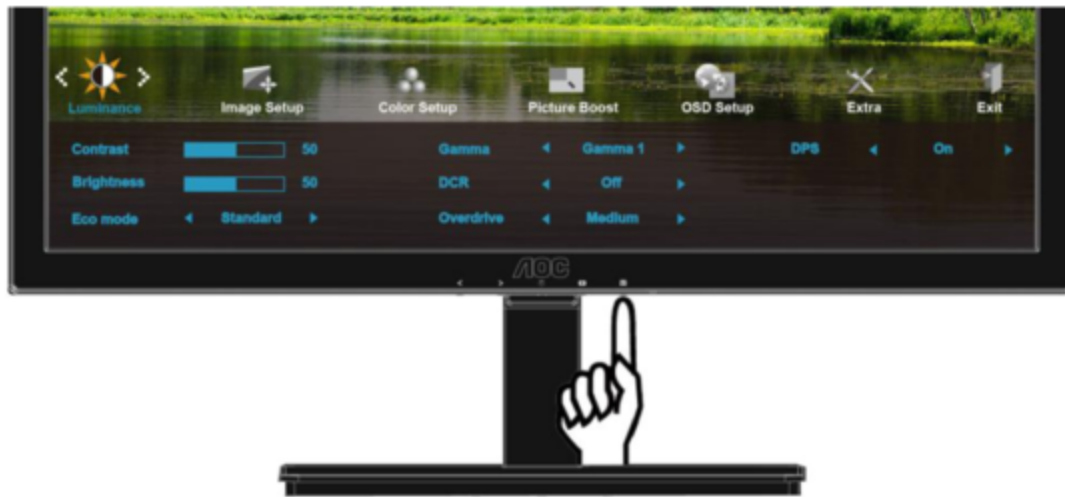 Luminance Image Setup Color Setup Picture Boost OSD Setup Extra Exit
Contrast 50 Gamma Gamma 1 DPS On
Brightness 50 DCR Off
Eco mode Standard Overdrive Medium
AOC